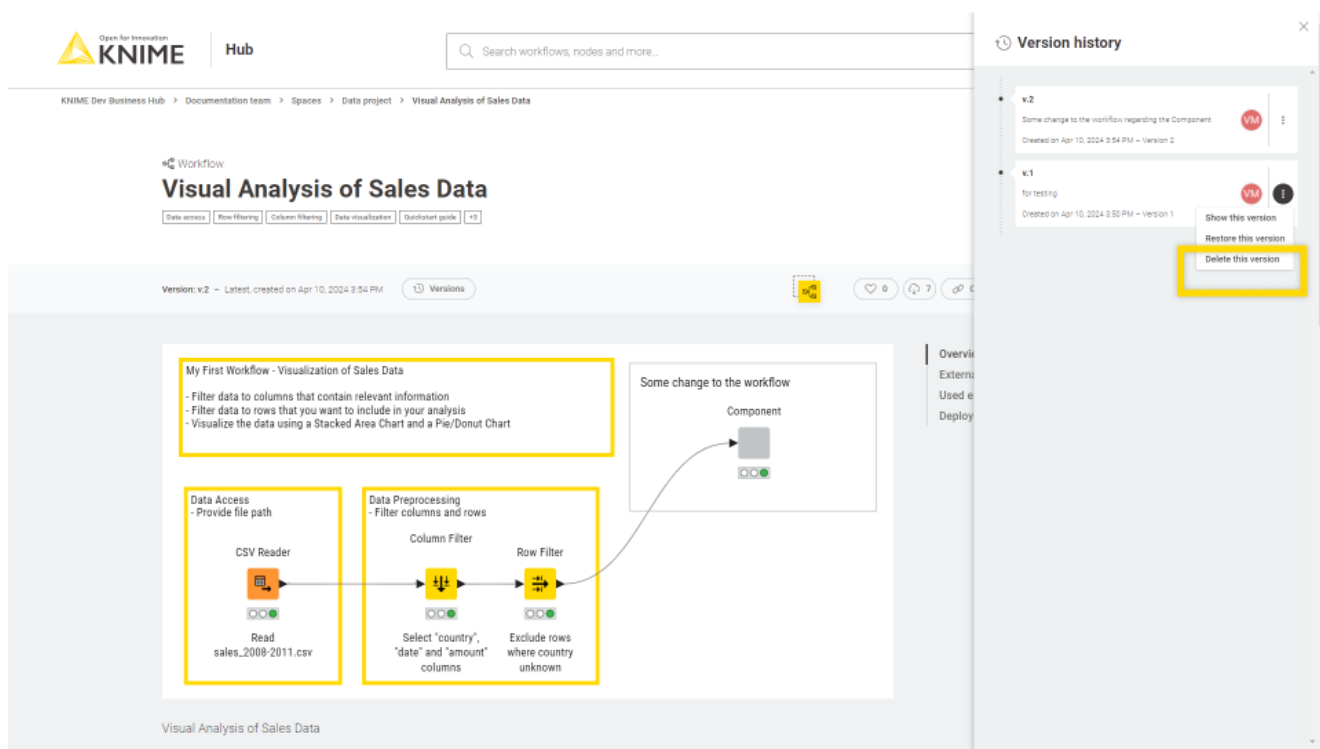 Open for Innovation
KNIME
Hub
Search workflows, nodes and more...
KNIME Dev Business Hub > Documentation team > Spaces > Data project > Visual Analysis of Sales Data
Workflow
Visual Analysis of Sales Data
Data access Row filtering Column filtering Data visualization Quickstart guide +3
Version: v.2 – Latest, created on Apr 10, 2024 3:54 PM
Versions
0
7
My First Workflow - Visualization of Sales Data
- Filter data to columns that contain relevant information
- Filter data to rows that you want to include in your analysis
- Visualize the data using a Stacked Area Chart and a Pie/Donut Chart
Some change to the workflow
Component
Data Access
- Provide file path
CSV Reader
Read
sales_2008-2011.csv
Data Preprocessing
- Filter columns and rows
Column Filter
Select "country",
"date" and "amount"
columns
Row Filter
Exclude rows
where country
unknown
Overvie
Externa
Used e
Deploy
Visual Analysis of Sales Data
Version history
v.2
Some change to the workflow regarding the Component
Created on Apr 10, 2024 3:54 PM – Version 2
VM
v.1
for testing
Created on Apr 10, 2024 3:50 PM – Version 1
VM
Show this version
Restore this version
Delete this version